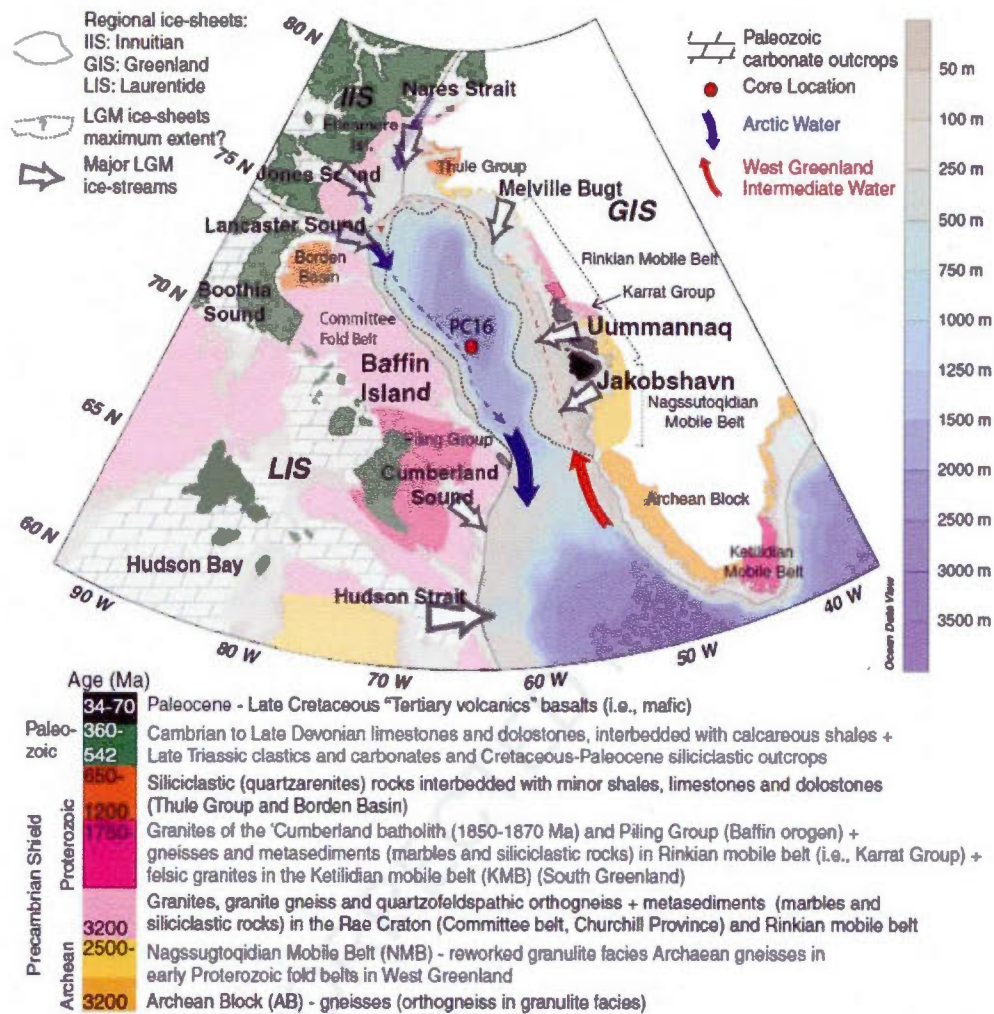 Regional ice-sheets:
IIS: Innuitian
GIS: Greenland
LIS: Laurentide
LGM ice-sheets
maximum extent?
Major LGM
ice-streams
Paleozoic
carbonate outcrops
Core Location
Arctic Water
West Greenland
Intermediate Water
50 m
100 m
250 m
500 m
750 m
1000 m
1250 m
1500 m
2000 m
2500 m
3000 m
3500 m
Ocean Data View
80 N
75 N
70 N
65 N
60 N
90 W
80 W
70 W
60 W
50 W
40 W
IIS
Nares Strait
Ellesmere
Isl.
Thule Group
Jones Sound
Melville Bugt
GIS
Lancaster Sound
Borden
Basin
Rinkian Mobile Belt
Karrat Group
Boothia
Sound
Committee
Fold Belt
PC16
Uummannaq
Baffin
Island
Jakobshavn
Nagssutoqidian
Mobile Belt
Piling Group
LIS
Cumberland
Sound
Archean Block
Hudson Bay
Ketilidian
Mobile Belt
Hudson Strait
Age (Ma)
34-70 Paleocene - Late Cretaceous "Tertiary volcanics" basalts (i.e., mafic)
Paleo-
zoic
360-
542
Cambrian to Late Devonian limestones and dolostones, interbedded with calcareous shales +
Late Triassic clastics and carbonates and Cretaceous-Paleocene siliciclastic outcrops
Precambrian Shield
Proterozoic
650-
1200
Siliciclastic (quartzarenites) rocks interbedded with minor shales, limestones and dolostones
(Thule Group and Borden Basin)
1750-
Granites of the 'Cumberland batholith (1850-1870 Ma) and Piling Group (Baffin orogen) +
gneisses and metasediments (marbles and siliciclastic rocks) in Rinkian mobile belt (i.e., Karrat Group) +
felsic granites in the Ketilidian mobile belt (KMB) (South Greenland)
3200
Granites, granite gneiss and quartzofeldspathic orthogneiss + metasediments (marbles and
siliciclastic rocks) in the Rae Craton (Committee belt, Churchill Province) and Rinkian mobile belt
Archean
2500-
Nagssugtoqidian Mobile Belt (NMB) - reworked granulite facies Archaean gneisses in
early Proterozoic fold belts in West Greenland
3200 Archean Block (AB) - gneisses (orthogneiss in granulite facies)